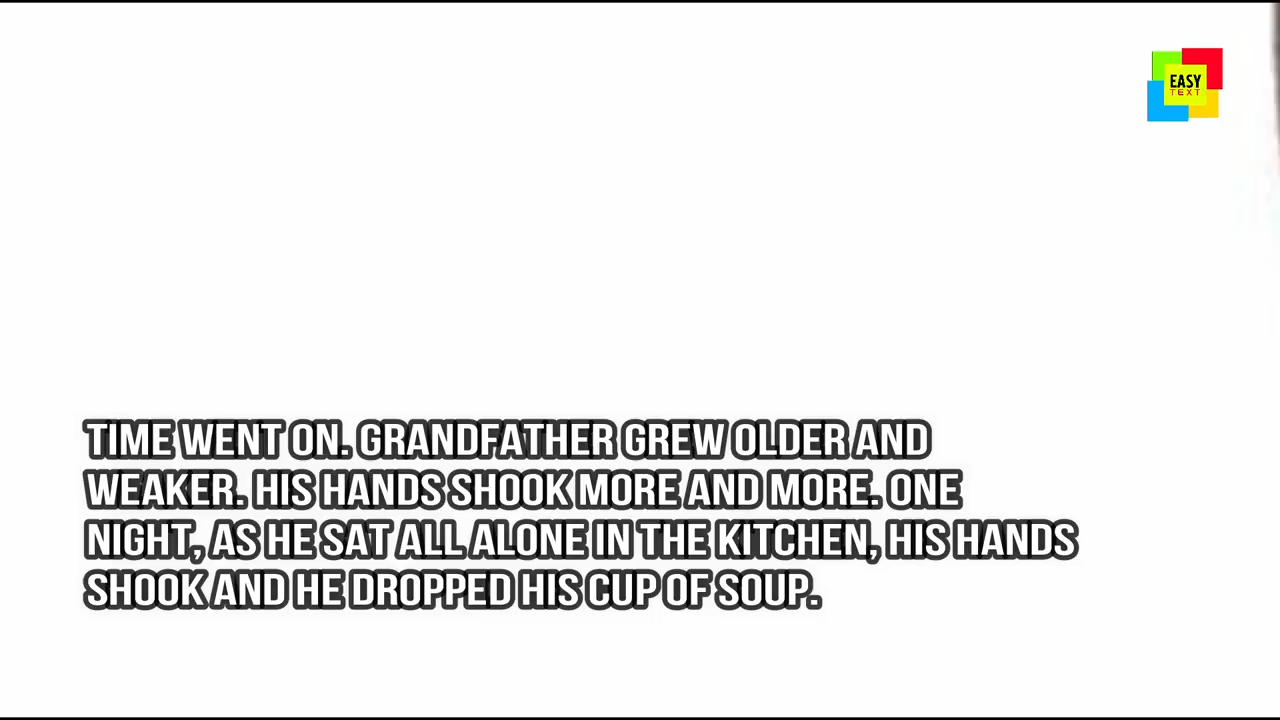 EASY
TEXT
TIME WENT ON. GRANDFATHER GREW OLDER AND
WEAKER. HIS HANDS SHOOK MORE AND MORE. ONE
NIGHT, AS HE SAT ALL ALONE IN THE KITCHEN, HIS HANDS
SHOOK AND HE DROPPED HIS CUP OF SOUP.